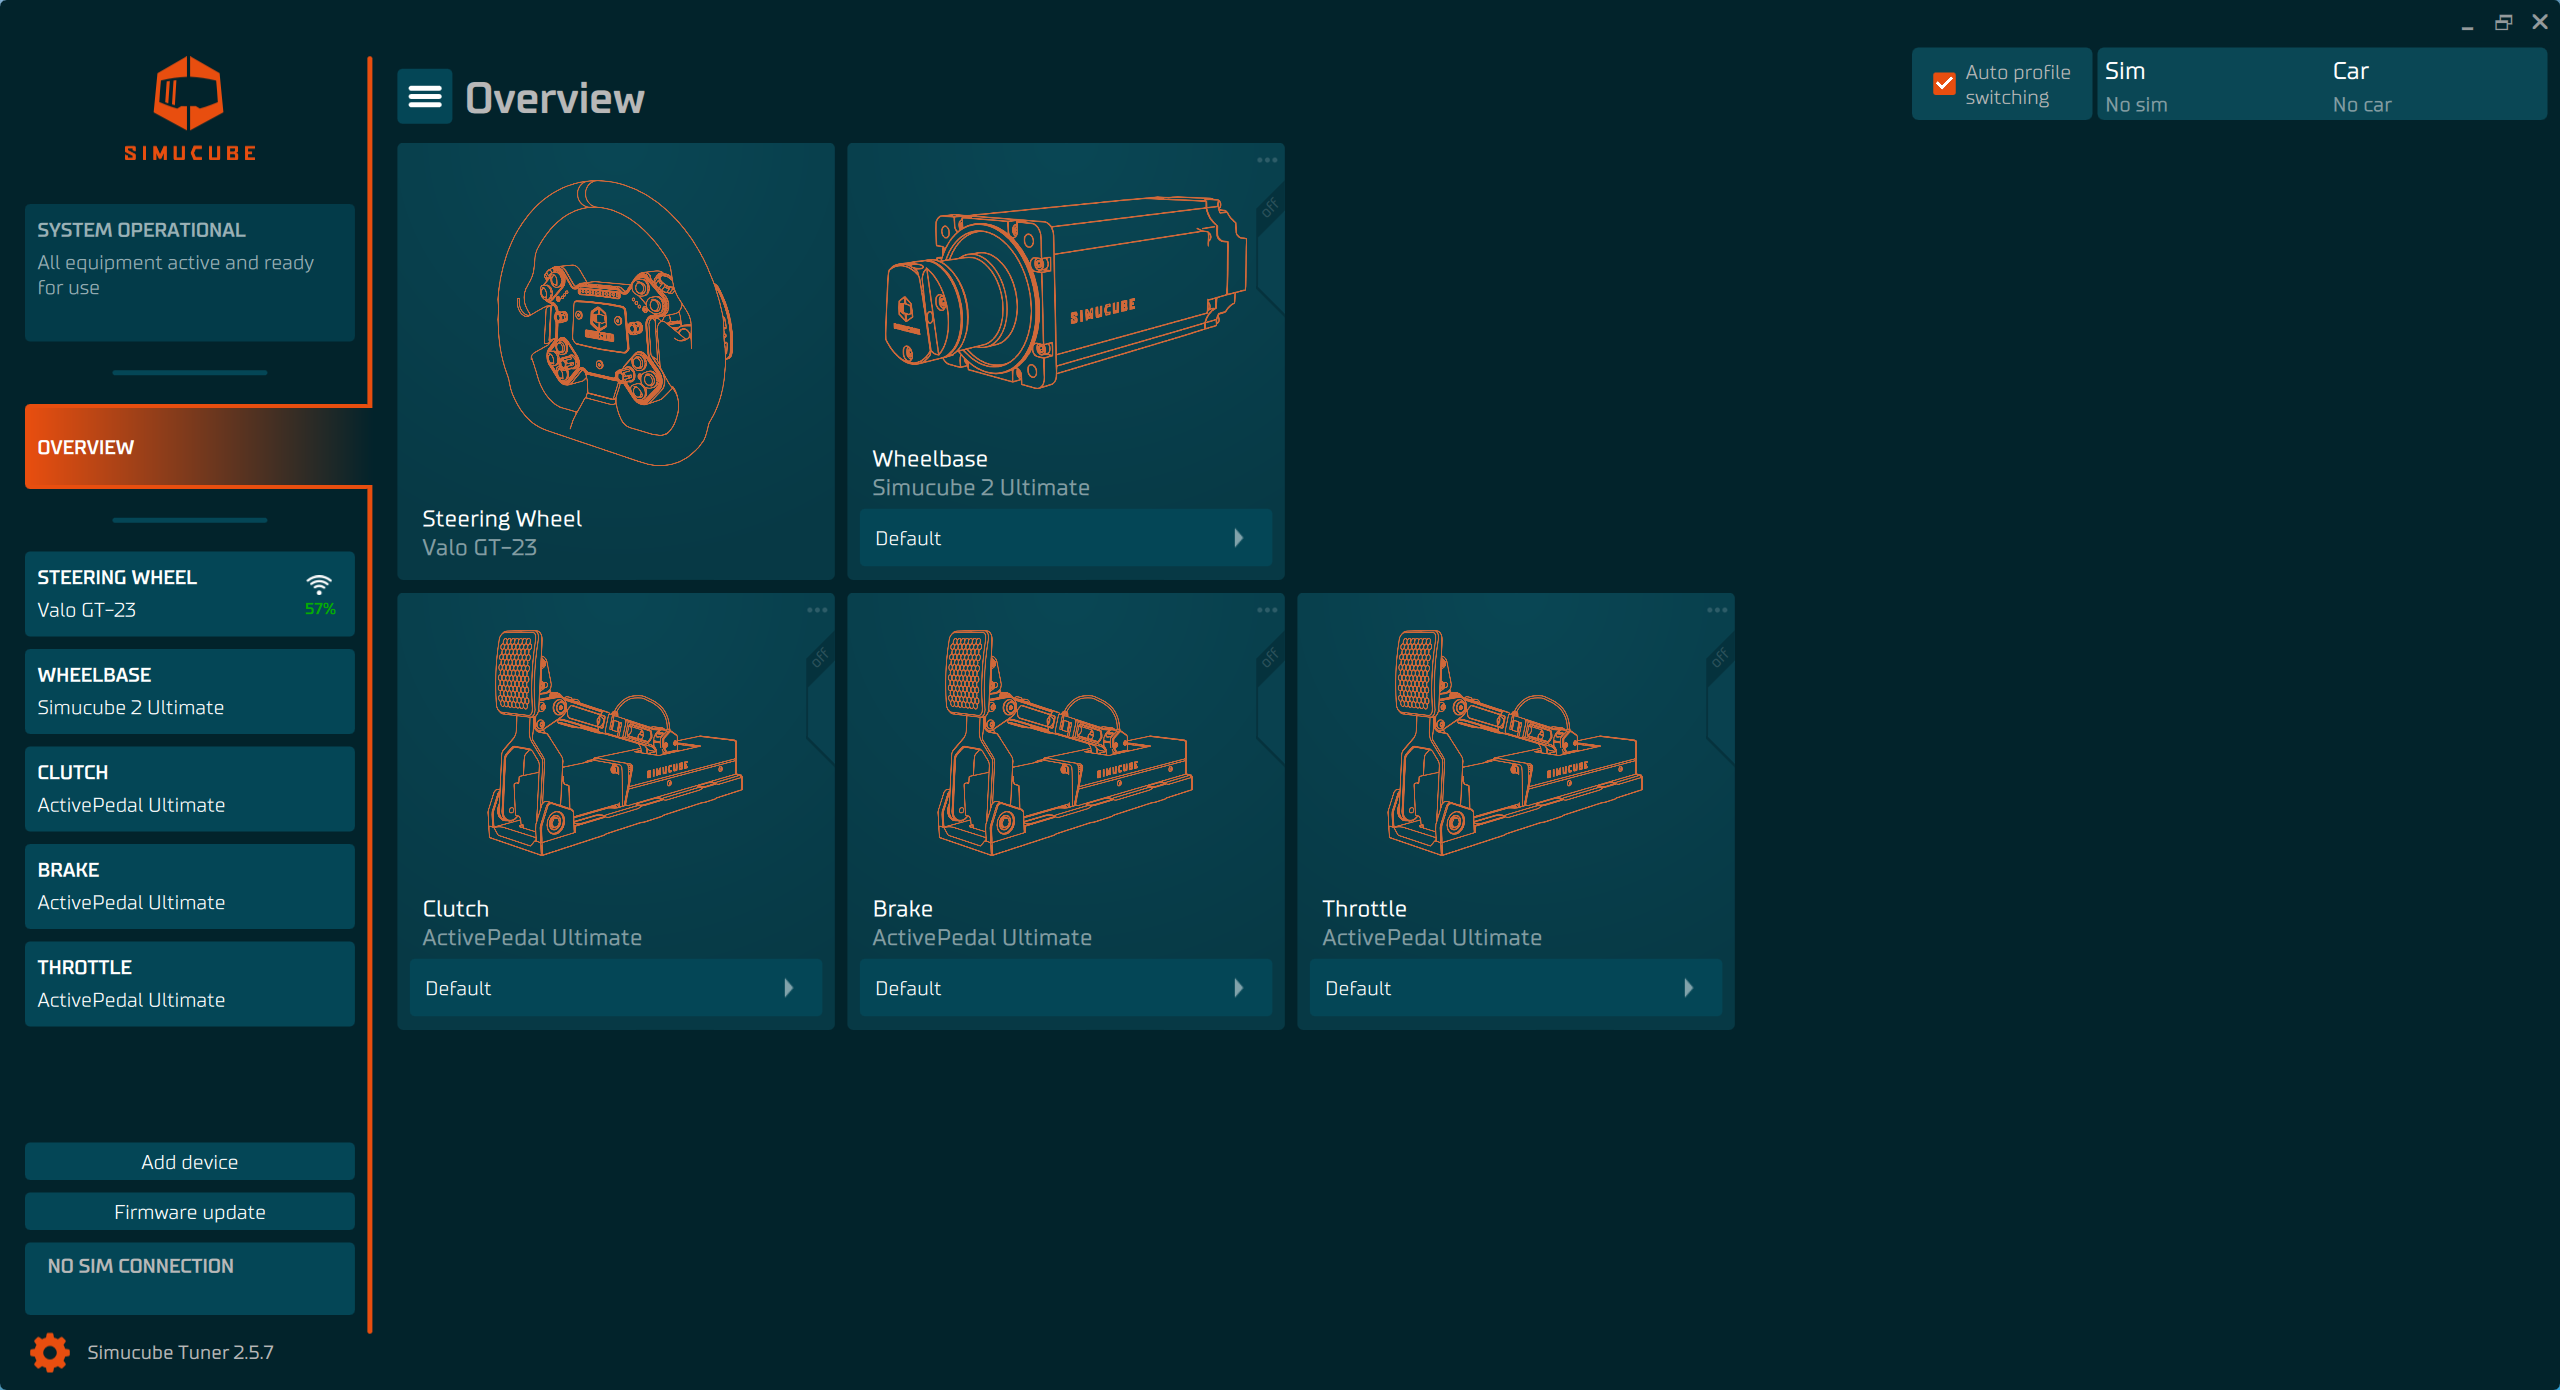 SIMUCUBE
SYSTEM OPERATIONAL
All equipment active and ready
for use
OVERVIEW
STEERING WHEEL
Valo GT-23
57%
WHEELBASE
Simucube 2 Ultimate
CLUTCH
ActivePedal Ultimate
BRAKE
ActivePedal Ultimate
THROTTLE
ActivePedal Ultimate
Add device
Firmware update
NO SIM CONNECTION
Simucube Tuner 2.5.7
Overview
Auto profile
switching
Sim
No sim
Car
No car
Steering Wheel
Valo GT-23
off
SIMUCUBE
Wheelbase
Simucube 2 Ultimate
Default
off
SIMUCUBE
Clutch
ActivePedal Ultimate
Default
off
SIMUCUBE
Brake
ActivePedal Ultimate
Default
off
SIMUCUBE
Throttle
ActivePedal Ultimate
Default